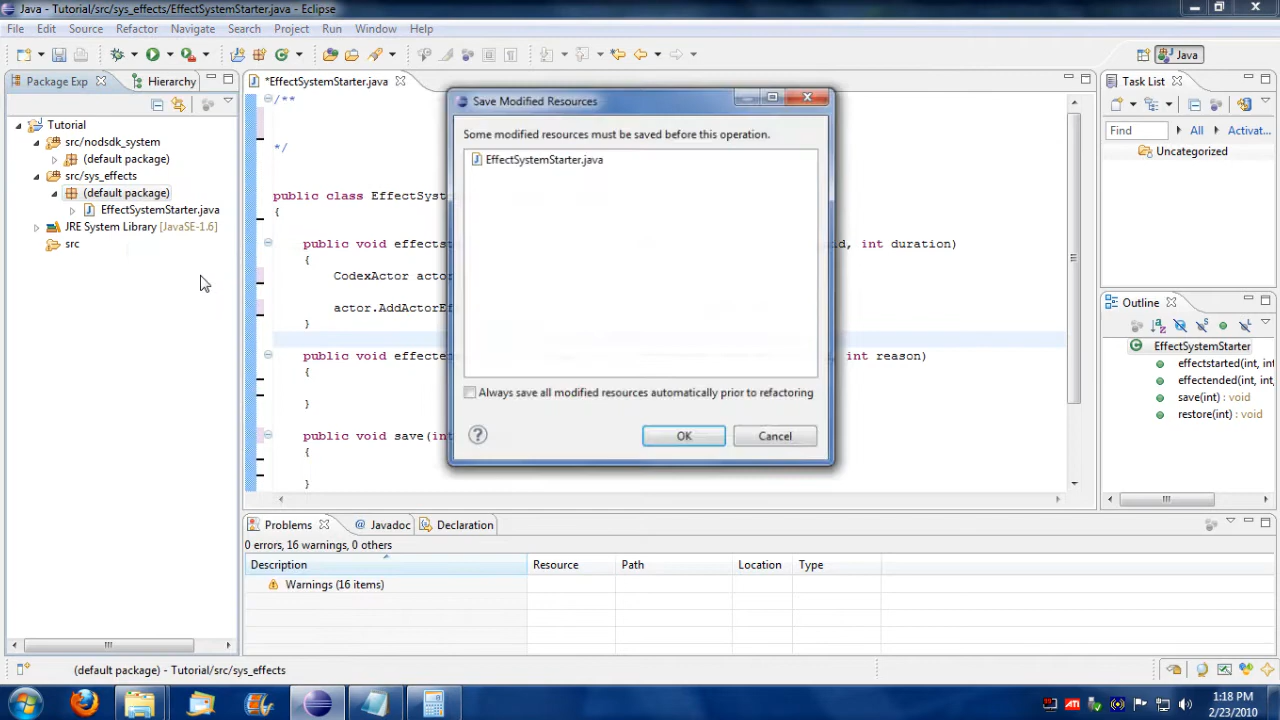 Java - Tutorial/src/sys_effects/EffectSystemStarter.java - Eclipse
File Edit Source Refactor Navigate Search Project Run Window Help
Java
Package Exp Hierarchy
*EffectSystemStarter.java
Task List
Tutorial
src/nodsdk_system
(default package)
src/sys_effects
(default package)
EffectSystemStarter.java
JRE System Library [JavaSE-1.6]
src
/**
*/
public class EffectSyst
{
public void effectst
id, int duration)
{
CodexActor actor
actor.AddActorEf
}
public void effecten
, int reason)
{
}
public void save(int
{
}
Save Modified Resources
Some modified resources must be saved before this operation.
EffectSystemStarter.java
Always save all modified resources automatically prior to refactoring
?
OK Cancel
Find All Activat...
Uncategorized
Outline
EffectSystemStarter
effectstarted(int, int
effectended(int, int,
save(int) : void
restore(int) : void
Problems @ Javadoc Declaration
0 errors, 16 warnings, 0 others
Description Resource Path Location Type
Warnings (16 items)
(default package) - Tutorial/src/sys_effects
ATI
1:18 PM
2/23/2010